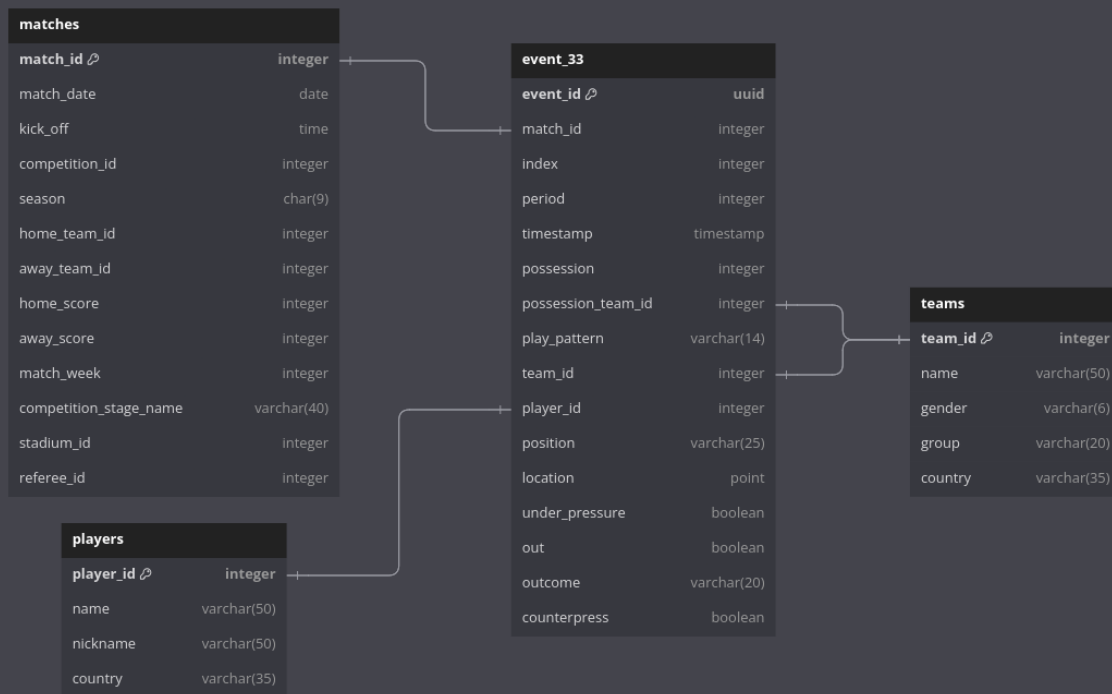 matches
match_id integer
match_date date
kick_off time
competition_id integer
season char(9)
home_team_id integer
away_team_id integer
home_score integer
away_score integer
match_week integer
competition_stage_name varchar(40)
stadium_id integer
referee_id integer
players
player_id integer
name varchar(50)
nickname varchar(50)
country varchar(35)
event_33
event_id uuid
match_id integer
index integer
period integer
timestamp timestamp
possession integer
possession_team_id integer
play_pattern varchar(14)
team_id integer
player_id integer
position varchar(25)
location point
under_pressure boolean
out boolean
outcome varchar(20)
counterpress boolean
teams
team_id integer
name varchar(50)
gender varchar(6)
group varchar(20)
country varchar(35)